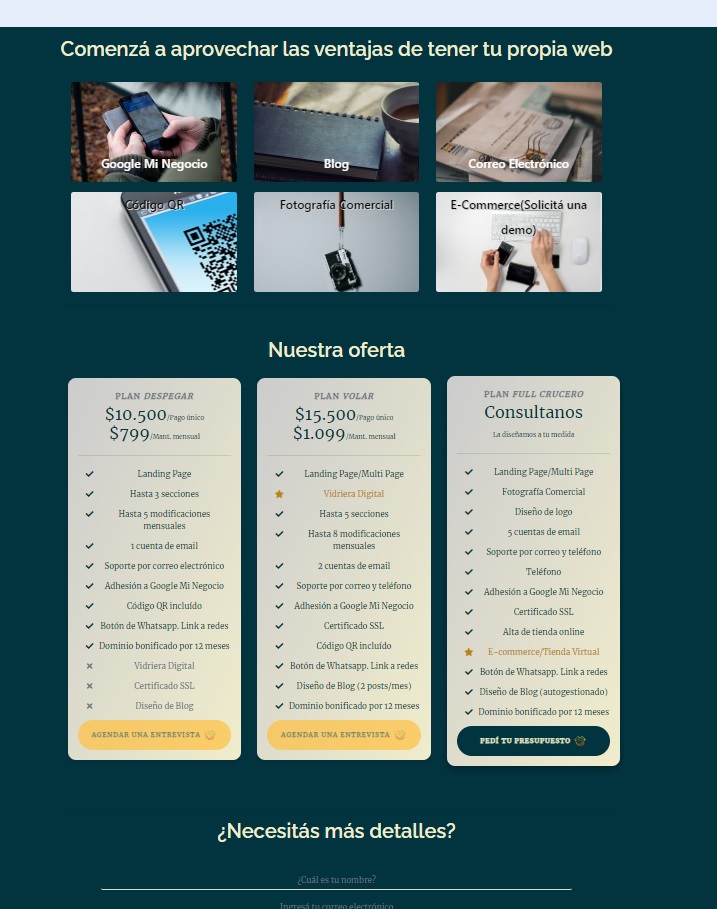 Comenzá a aprovechar las ventajas de tener tu propia web
Google Mi Negocio
Blog
Correo Electrónico
Código QR
Fotografía Comercial
E-Commerce(Solicitá una
demo)
Nuestra oferta
PLAN DESPEGAR
$10.500/Pago único
$799/Mant. mensual
Landing Page
Hasta 3 secciones
Hasta 5 modificaciones
mensuales
1 cuenta de email
Soporte por correo electrónico
Adhesión a Google Mi Negocio
Código QR incluído
Botón de Whatsapp. Link a redes
Dominio bonificado por 12 meses
Vidriera Digital
Certificado SSL
Diseño de Blog
AGENDAR UNA ENTREVISTA
PLAN VOLAR
$15.500/Pago único
$1.099/Mant. mensual
Landing Page/Multi Page
Vidriera Digital
Hasta 5 secciones
Hasta 8 modificaciones
mensuales
2 cuentas de email
Soporte por correo y teléfono
Adhesión a Google Mi Negocio
Certificado SSL
Código QR incluído
Botón de Whatsapp. Link a redes
Diseño de Blog (2 posts/mes)
Dominio bonificado por 12 meses
AGENDAR UNA ENTREVISTA
PLAN FULL CRUCERO
Consultanos
La diseñamos a tu medida
Landing Page/Multi Page
Fotografía Comercial
Diseño de logo
5 cuentas de email
Soporte por correo y teléfono
Teléfono
Adhesión a Google Mi Negocio
Certificado SSL
Alta de tienda online
E-commerce/Tienda Virtual
Botón de Whatsapp. Link a redes
Diseño de Blog (autogestionado)
Dominio bonificado por 12 meses
PEDÍ TU PRESUPUESTO
¿Necesitás más detalles?
¿Cuál es tu nombre?
Ingresá tu correo electrónico